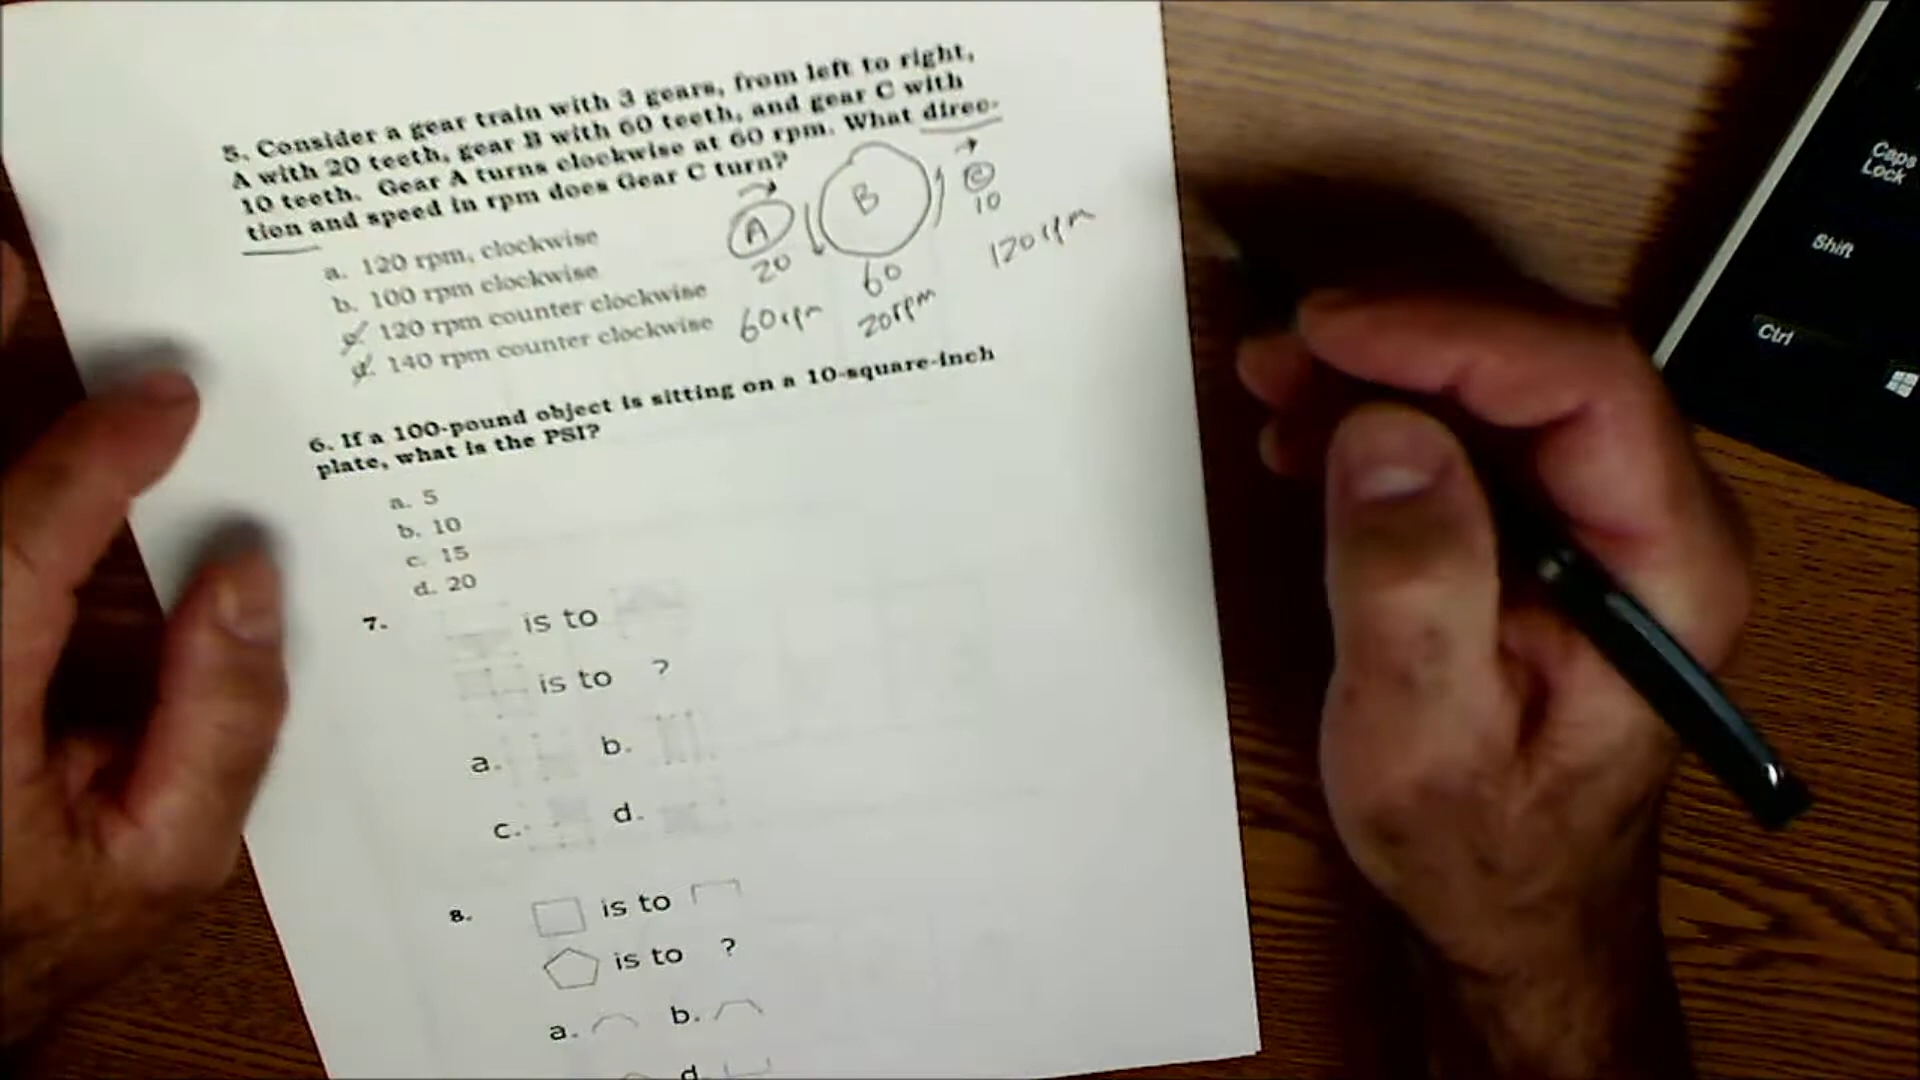 5. Consider a gear train with 3 gears, from left to right,
A with 20 teeth, gear B with 60 teeth, and gear C with
10 teeth. Gear A turns clockwise at 60 rpm. What direc-
tion and speed in rpm does Gear C turn?
a. 120 rpm, clockwise
b. 100 rpm clockwise
c. 120 rpm counter clockwise
d. 140 rpm counter clockwise
A
B
C
20
60
10
60rpm
20rpm
120rpm
6. If a 100-pound object is sitting on a 10-square-inch
plate, what is the PSI?
a. 5
b. 10
c. 15
d. 20
7. is to
is to ?
a. b.
c. d.
8. is to
is to ?
a. b.
d.
Caps
Lock
Shift
Ctrl